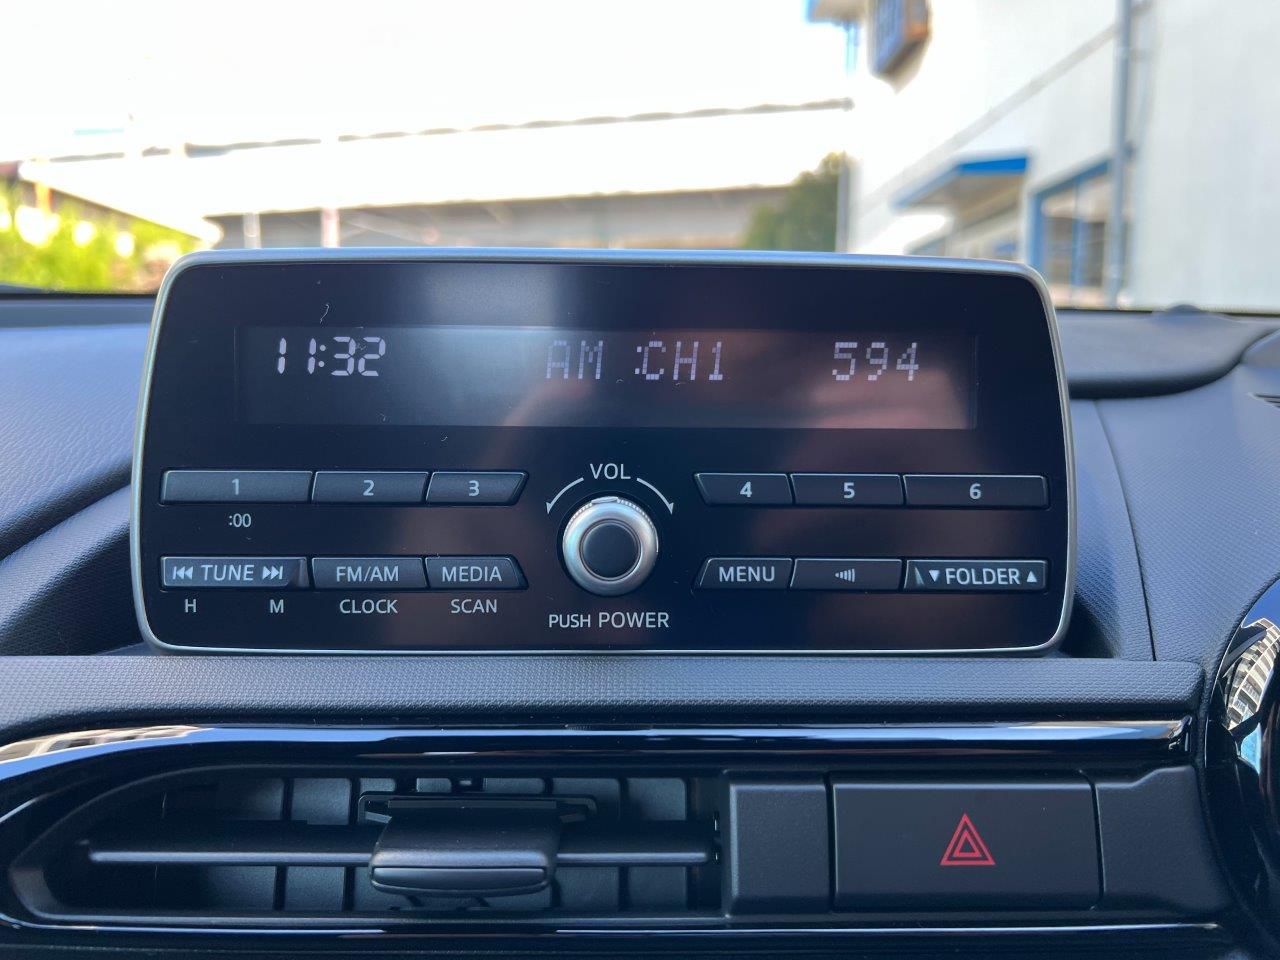 11:32 AM :CH1 594
VOL
1 2 3 4 5 6
:00
TUNE FM/AM MEDIA MENU ▼ FOLDER ▲
H M CLOCK SCAN
PUSH POWER